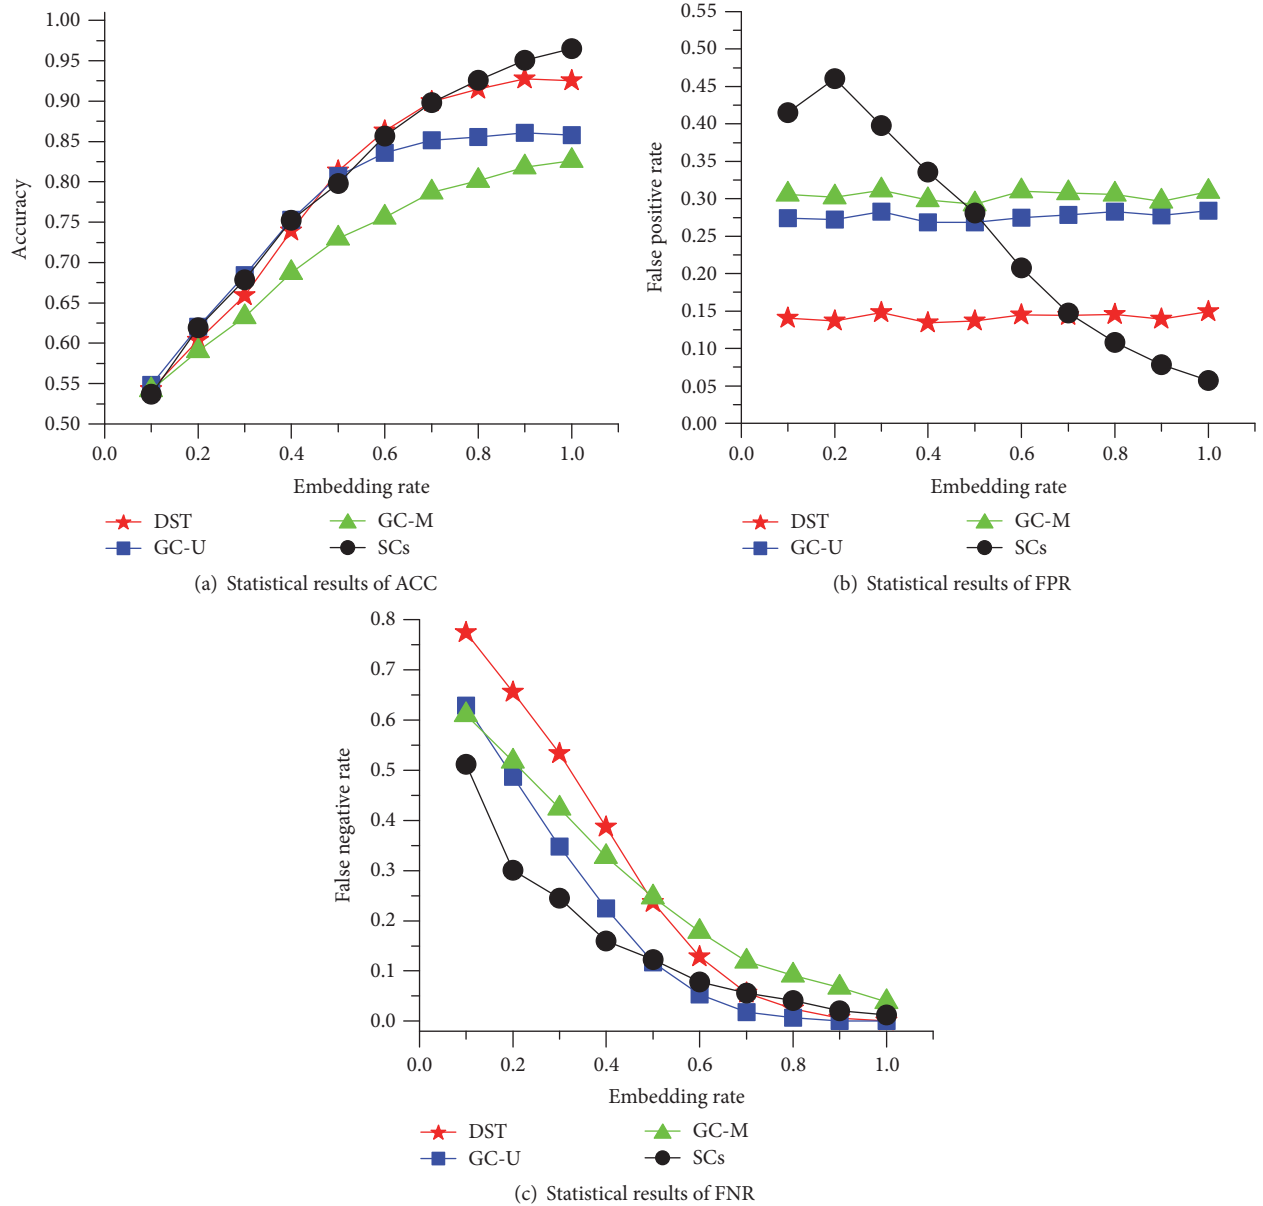 1.00
0.95
0.90
0.85
0.80
0.75
0.70
0.65
0.60
0.55
0.50
Accuracy
0.0 0.2 0.4 0.6 0.8 1.0
Embedding rate
DST GC-M
GC-U SCs
(a) Statistical results of ACC
0.55
0.50
0.45
0.40
0.35
0.30
0.25
0.20
0.15
0.10
0.05
0.00
False positive rate
0.0 0.2 0.4 0.6 0.8 1.0
Embedding rate
DST GC-M
GC-U SCs
(b) Statistical results of FPR
0.8
0.7
0.6
0.5
0.4
0.3
0.2
0.1
0.0
False negative rate
0.0 0.2 0.4 0.6 0.8 1.0
Embedding rate
DST GC-M
GC-U SCs
(c) Statistical results of FNR